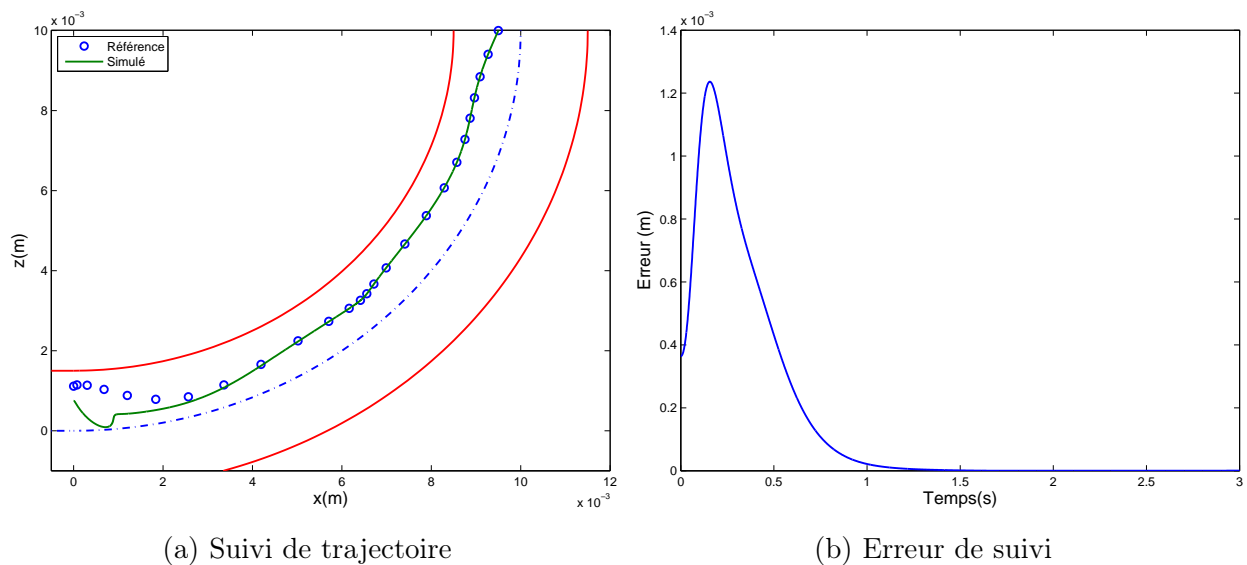 x 10⁻³
10
8
6
4
2
0
z(m)
Référence
Simulé
0 2 4 6 8 10 12
x(m)
x 10⁻³
(a) Suivi de trajectoire
x 10⁻³
1.4
1.2
1
0.8
0.6
0.4
0.2
0
Erreur (m)
0 0.5 1 1.5 2 2.5 3
Temps(s)
(b) Erreur de suivi